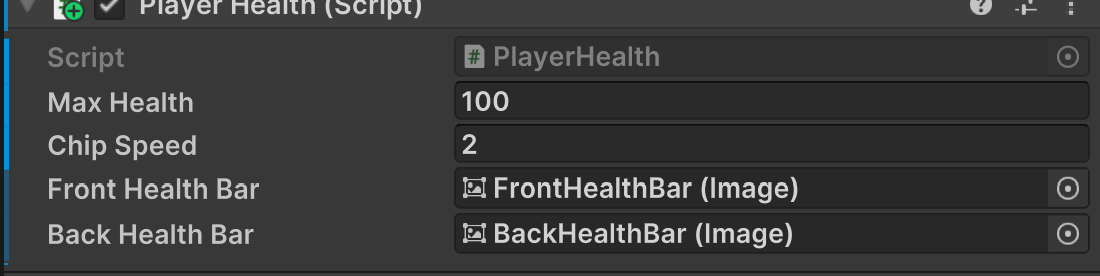 Player Health (Script)
Script PlayerHealth
Max Health 100
Chip Speed 2
Front Health Bar FrontHealthBar (Image)
Back Health Bar BackHealthBar (Image)